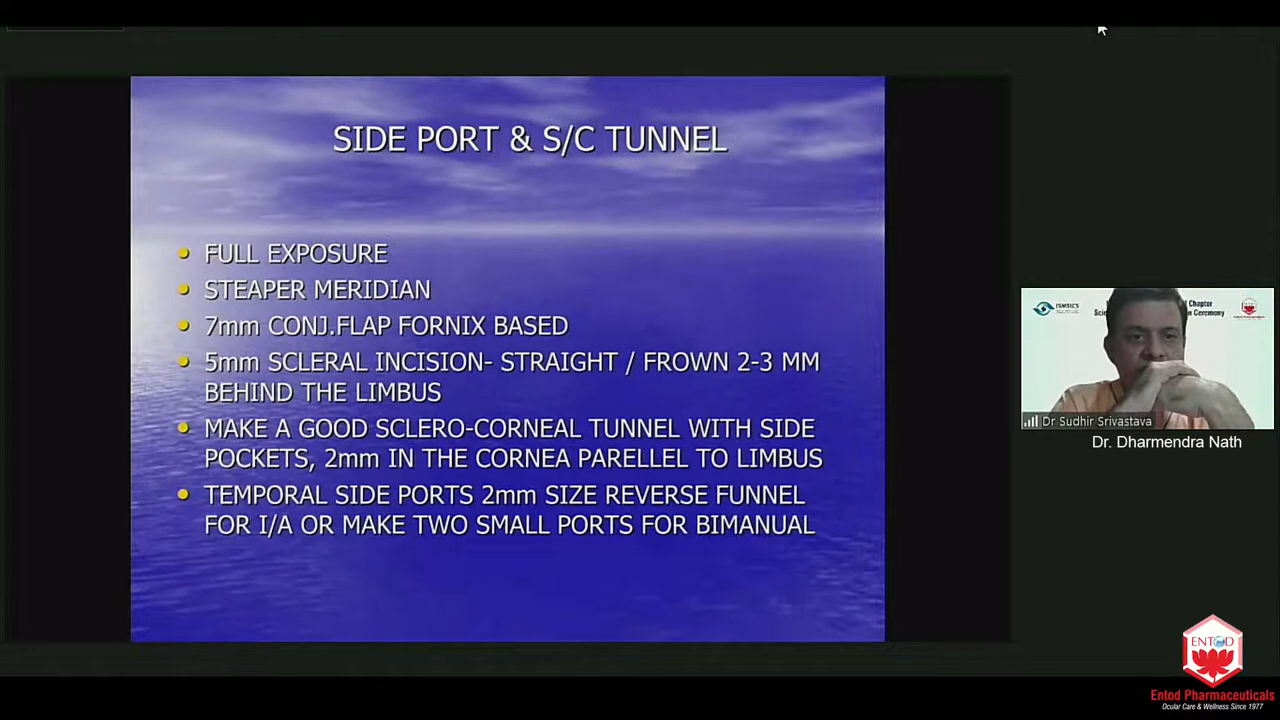 SIDE PORT & S/C TUNNEL
FULL EXPOSURE
STEAPER MERIDIAN
7mm CONJ.FLAP FORNIX BASED
5mm SCLERAL INCISION- STRAIGHT / FROWN 2-3 MM
BEHIND THE LIMBUS
MAKE A GOOD SCLERO-CORNEAL TUNNEL WITH SIDE
POCKETS, 2mm IN THE CORNEA PARELLEL TO LIMBUS
TEMPORAL SIDE PORTS 2mm SIZE REVERSE FUNNEL
FOR I/A OR MAKE TWO SMALL PORTS FOR BIMANUAL
ISMSICS
Chapter
Ceremony
Dr Sudhir Srivastava
Dr. Dharmendra Nath
ENTOD
Entod Pharmaceuticals
Ocular Care & Wellness Since 1977